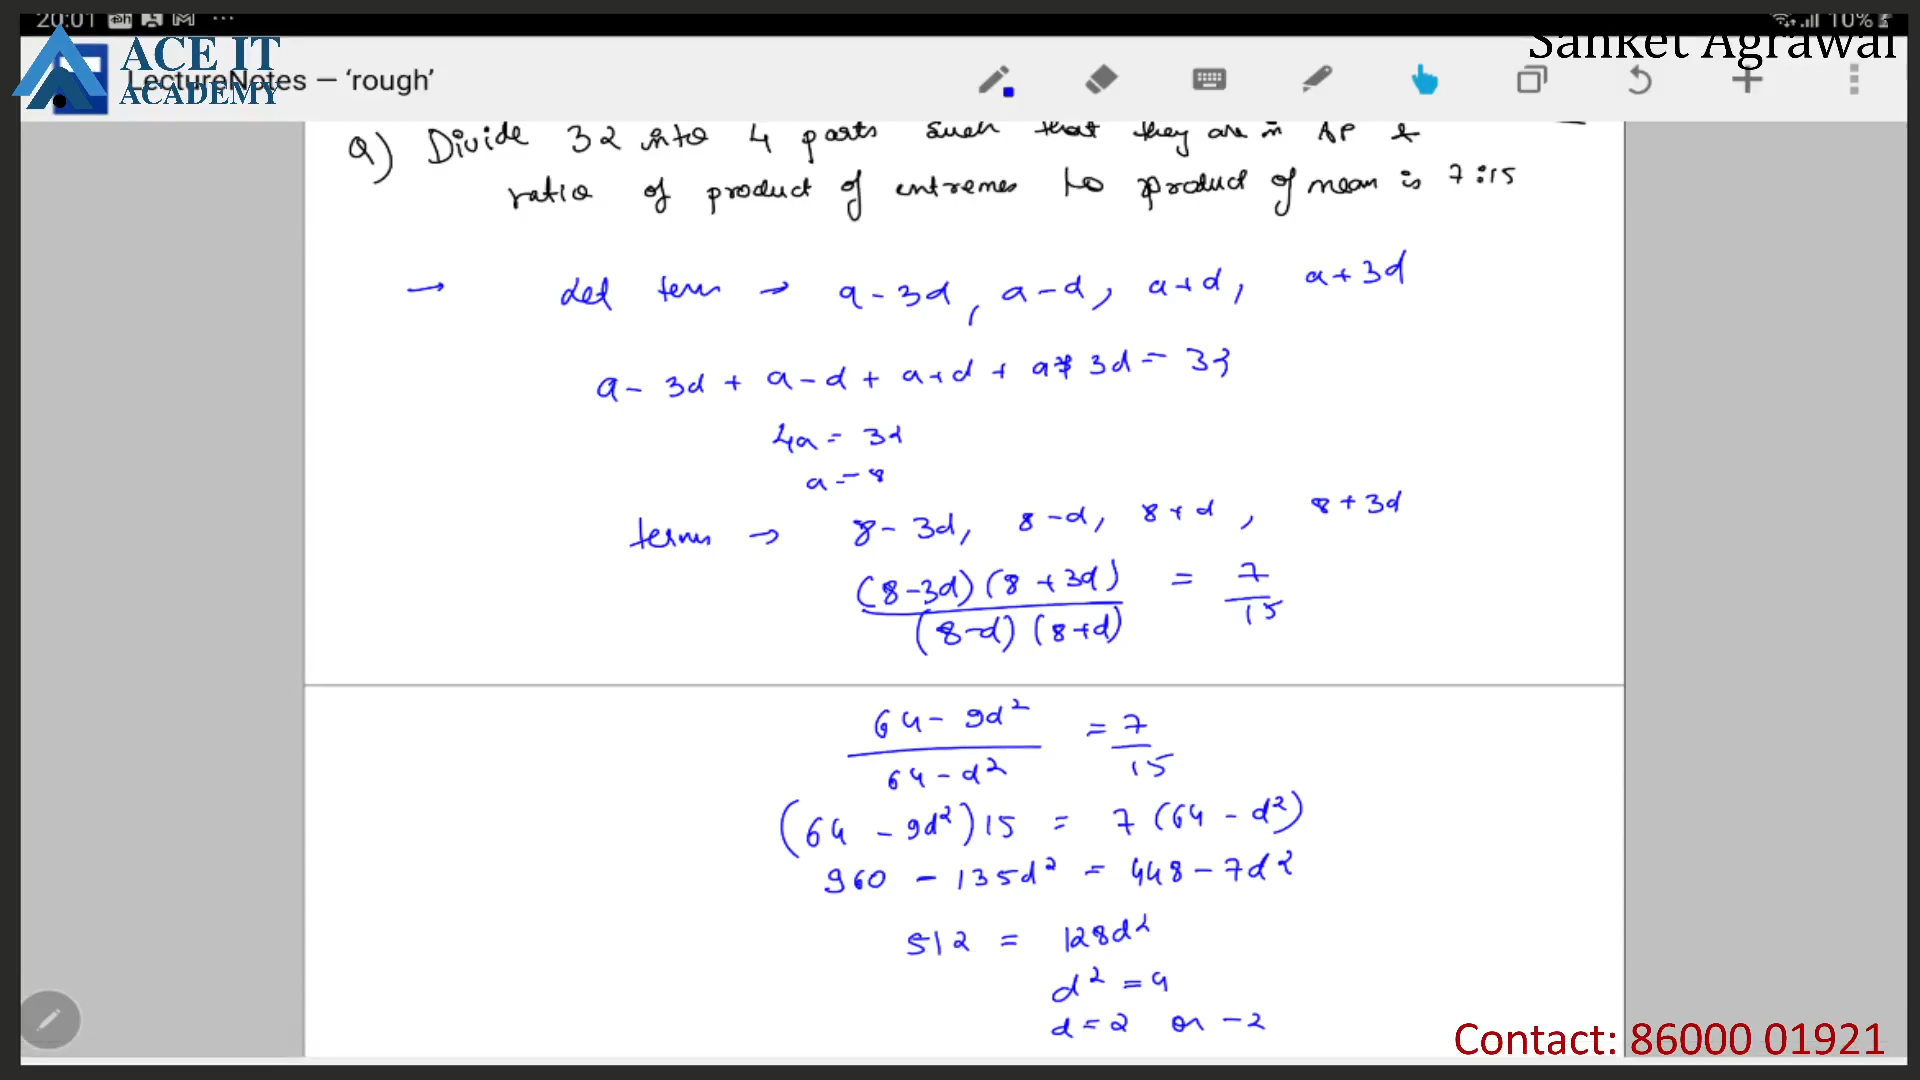 20:01 ... 10%
ACE IT
ACADEMY
LectureNotes — ‘rough’
Sanket Agrawal
Q) Divide 32 into 4 parts such that they are in AP &
ratio of product of extremes to product of mean is 7:15
→ Let term → a - 3d, a - d, a + d, a + 3d
a - 3d + a - d + a + d + a + 3d = 32
4a = 32
a = 8
terms → 8 - 3d, 8 - d, 8 + d, 8 + 3d
(8 - 3d) (8 + 3d) = 7
(8 - d) (8 + d) 15
64 - 9d² = 7
64 - d² 15
(64 - 9d²) 15 = 7 (64 - d²)
960 - 135d² = 448 - 7d²
512 = 128d²
d² = 4
d = 2 or -2
Contact: 86000 01921